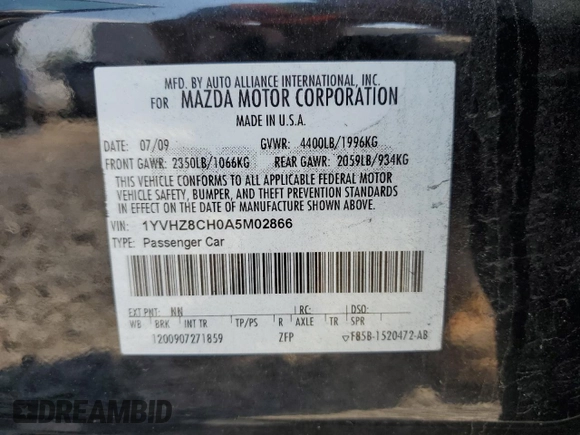 MFD. BY AUTO ALLIANCE INTERNATIONAL, INC.
FOR MAZDA MOTOR CORPORATION
MADE IN U.S.A.
DATE: 07/09 GVWR: 4400LB/1996KG
FRONT GAWR: 2350LB/1066KG REAR GAWR: 2059LB/934KG
THIS VEHICLE CONFORMS TO ALL APPLICABLE FEDERAL MOTOR
VEHICLE SAFETY, BUMPER, AND THEFT PREVENTION STANDARDS
IN EFFECT ON THE DATE OF MANUFACTURE SHOWN ABOVE.
VIN: 1YVHZ8CH0A5M02866
TYPE: Passenger Car
EXT PNT: NN RC: DSO:
WB BRK INT TR TP/PS R AXLE TR SPR
1200907271859 ZFP ▽F85B-1520472-AB
DREAMBID